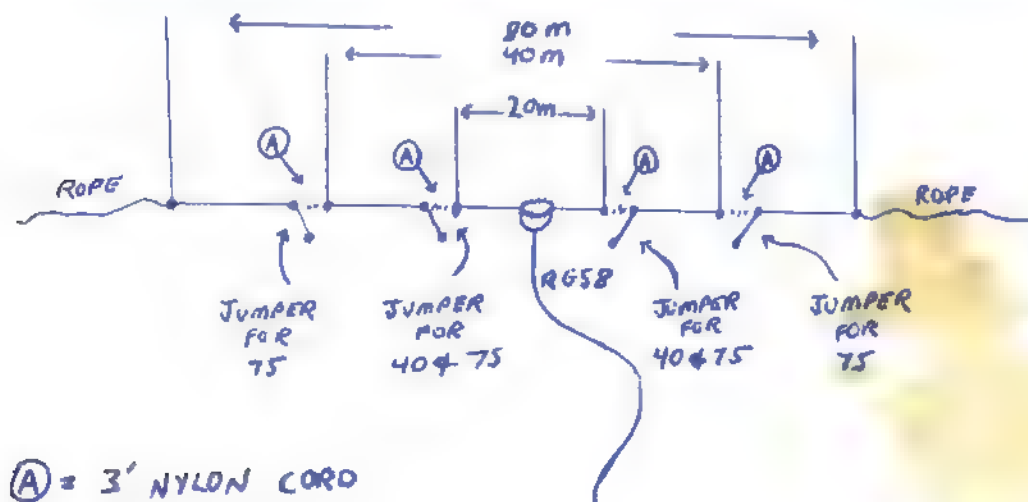 80 m
40 m
20m
A
A
A
A
ROPE
ROPE
RG58
JUMPER
FOR
75
JUMPER
FOR
40 & 75
JUMPER
FOR
40 & 75
JUMPER
FOR
75
A = 3' NYLON CORD